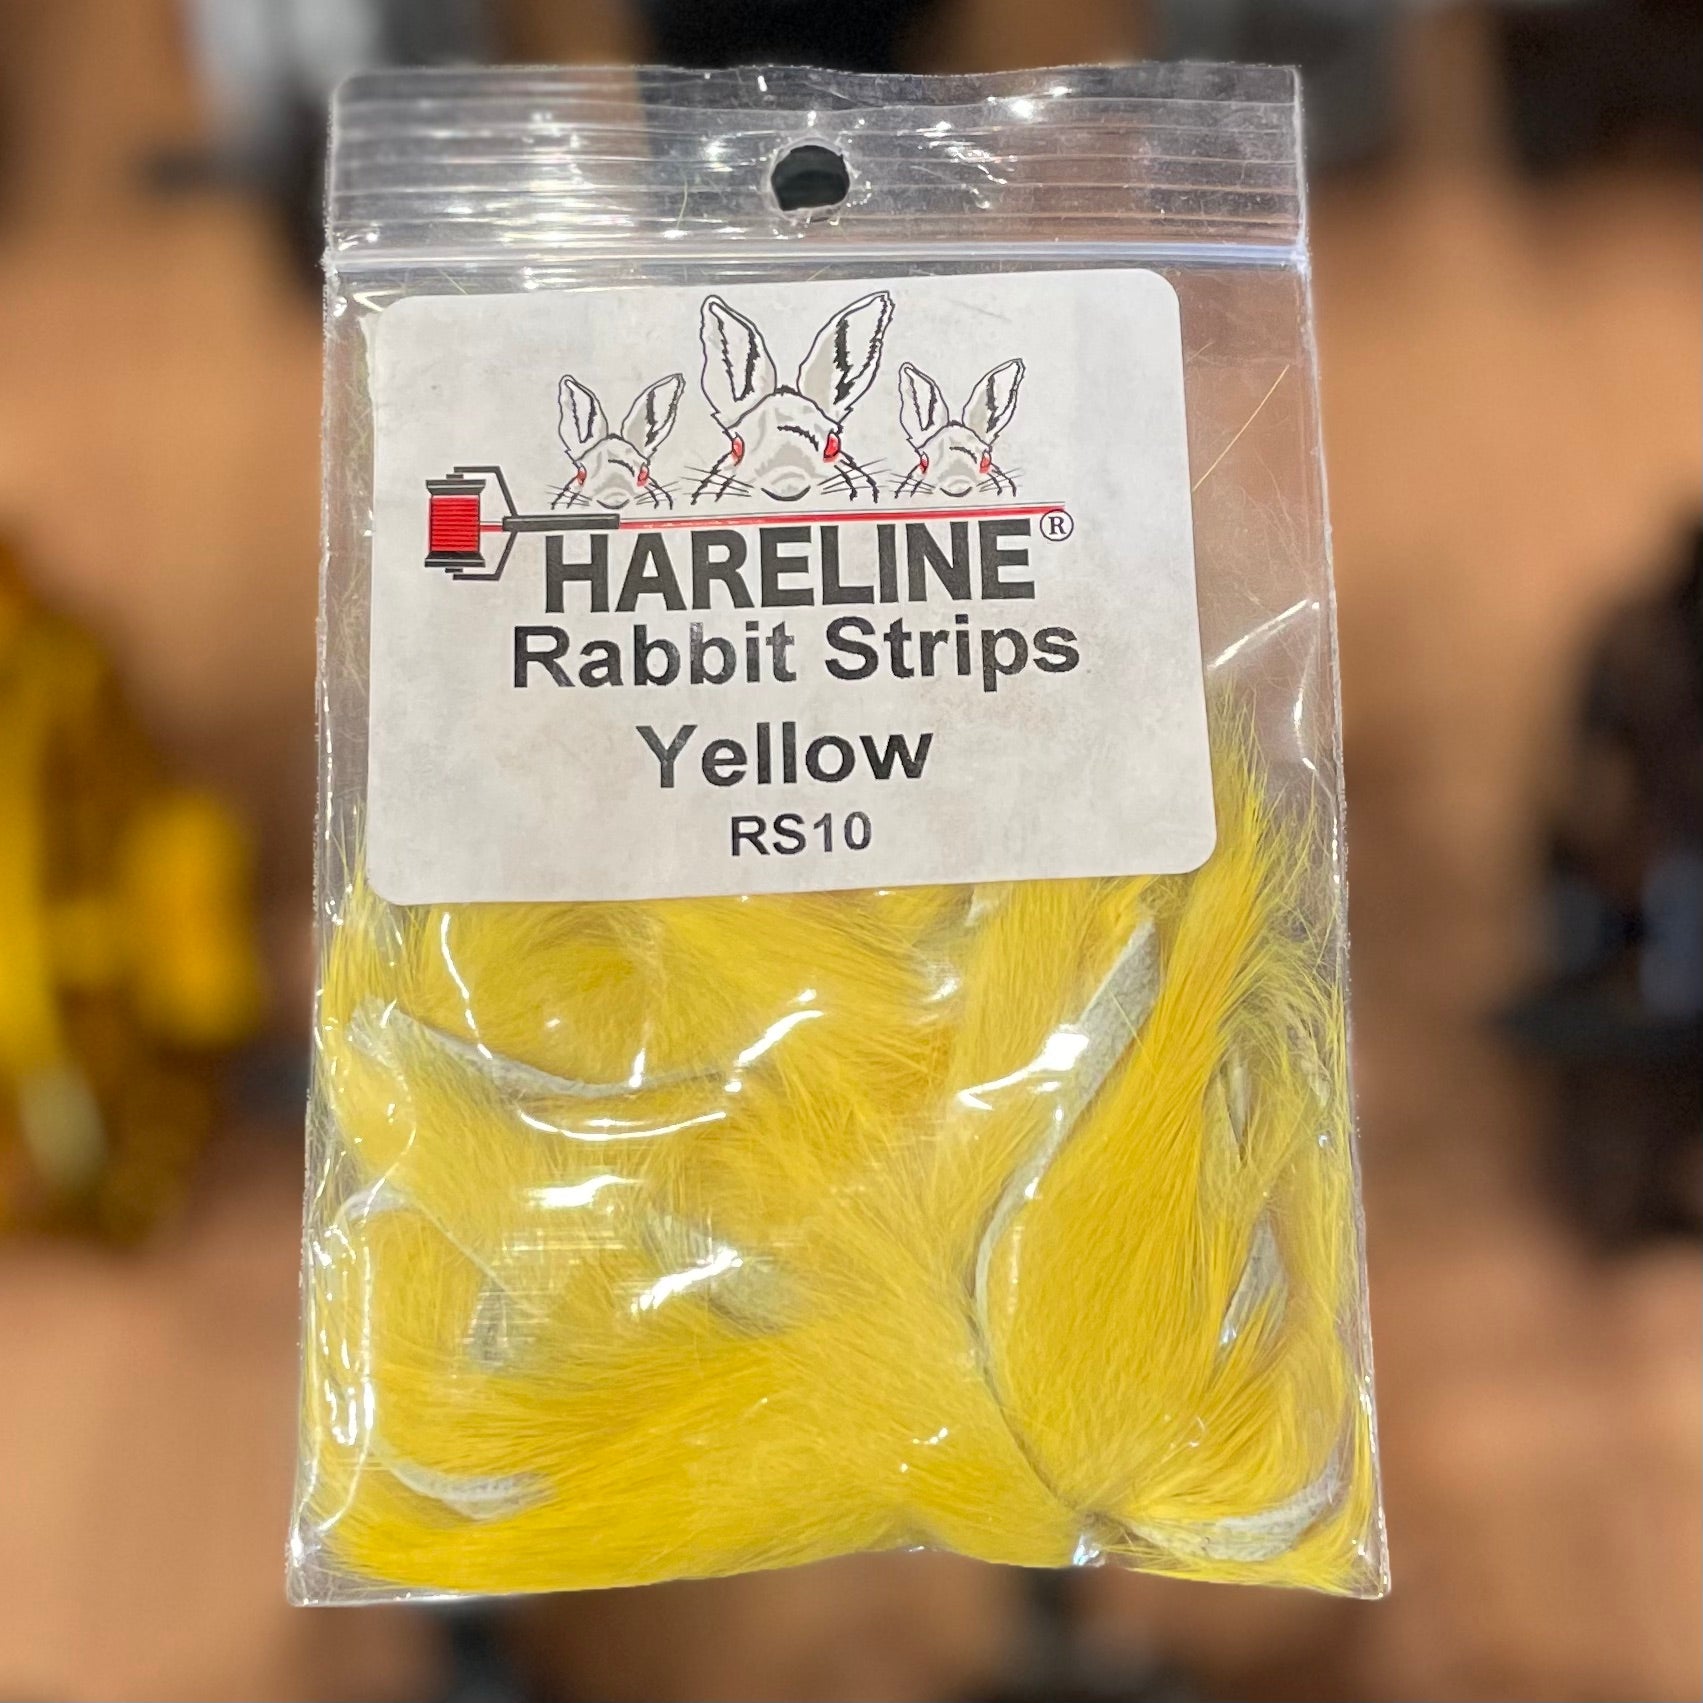 HARELINE®
Rabbit Strips
Yellow
RS10